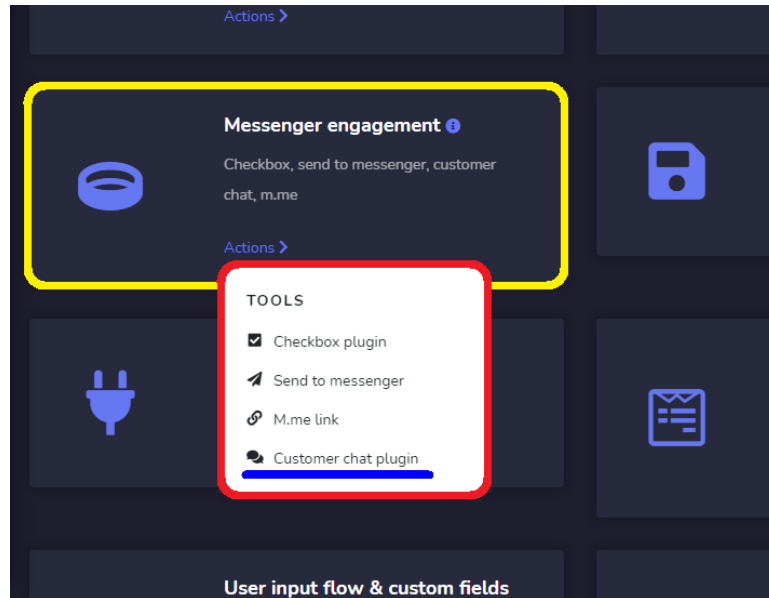 Actions
Messenger engagement
Checkbox, send to messenger, customer
chat, m.me
Actions
TOOLS
Checkbox plugin
Send to messenger
M.me link
Customer chat plugin
User input flow & custom fields